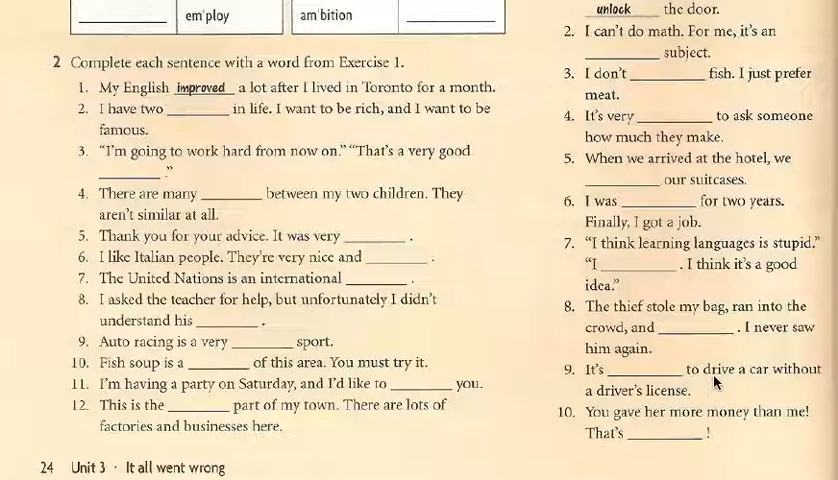 em'ploy
am'bition
2 Complete each sentence with a word from Exercise 1.
1. My English improved a lot after I lived in Toronto for a month.
2. I have two ________ in life. I want to be rich, and I want to be
famous.
3. "I'm going to work hard from now on." "That's a very good
________."
4. There are many ________ between my two children. They
aren't similar at all.
5. Thank you for your advice. It was very ________ .
6. I like Italian people. They're very nice and ________ .
7. The United Nations is an international ________ .
8. I asked the teacher for help, but unfortunately I didn't
understand his ________ .
9. Auto racing is a very ________ sport.
10. Fish soup is a ________ of this area. You must try it.
11. I'm having a party on Saturday, and I'd like to ________ you.
12. This is the ________ part of my town. There are lots of
factories and businesses here.
24 Unit 3 · It all went wrong
unlock the door.
2. I can't do math. For me, it's an
________ subject.
3. I don't ________ fish. I just prefer
meat.
4. It's very ________ to ask someone
how much they make.
5. When we arrived at the hotel, we
________ our suitcases.
6. I was ________ for two years.
Finally, I got a job.
7. "I think learning languages is stupid."
"I ________ . I think it's a good
idea."
8. The thief stole my bag, ran into the
crowd, and ________ . I never saw
him again.
9. It's ________ to drive a car without
a driver's license.
10. You gave her more money than me!
That's ________ !